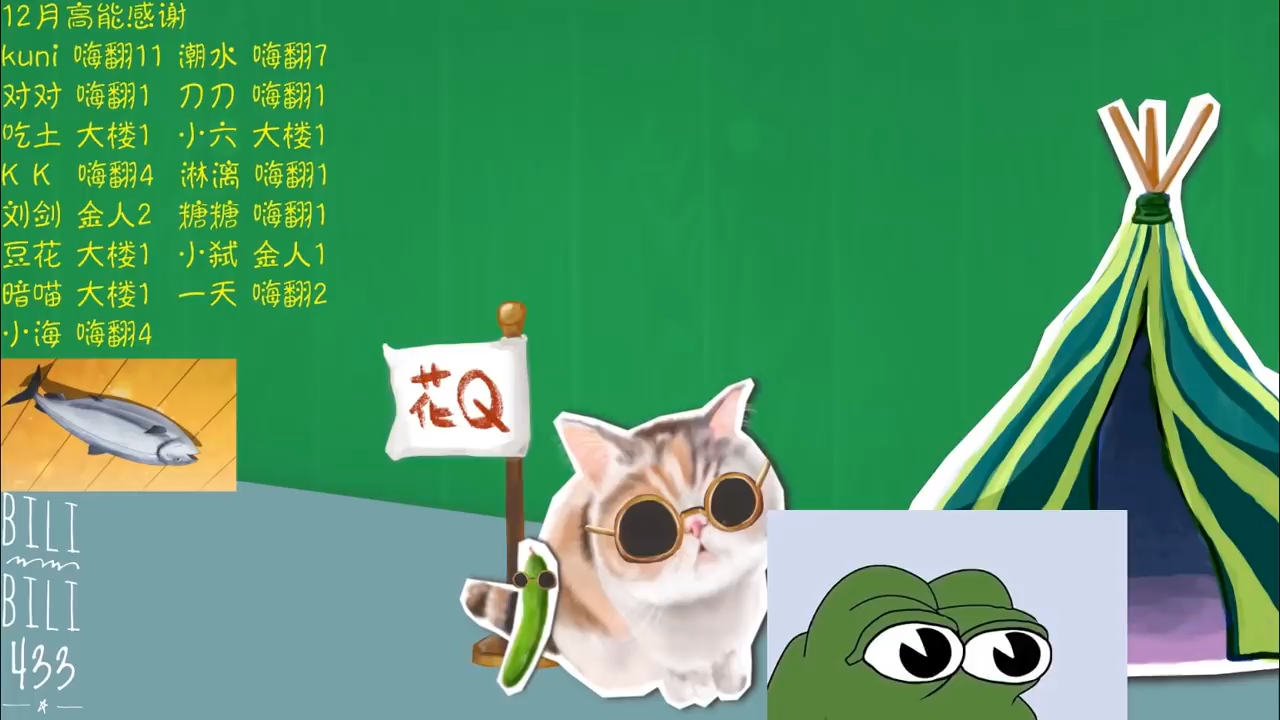 12月高能感谢
kuni 嗨翻11 潮水 嗨翻7
对对 嗨翻1 刀刀 嗨翻1
吃土 大楼1 小六 大楼1
K K 嗨翻4 淋漓 嗨翻1
刘剑 金人2 糖糖 嗨翻1
豆花 大楼1 小弑 金人1
暗喵 大楼1 一天 嗨翻2
小海 嗨翻4
花Q
BILI
BILI
433